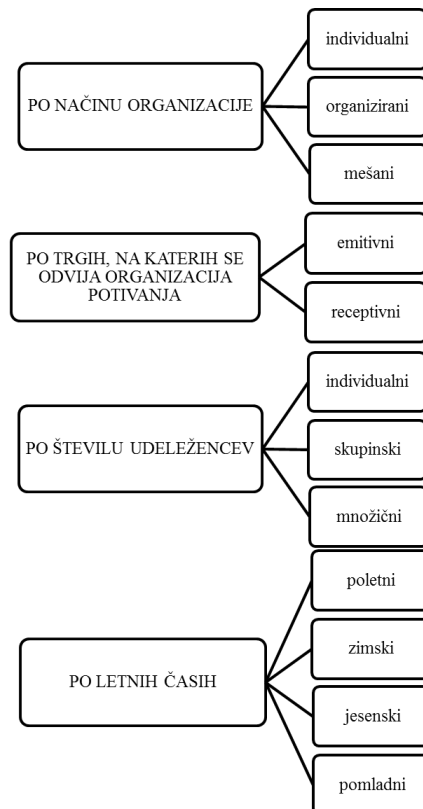 PO NAČINU ORGANIZACIJE
individualni
organizirani
mešani
PO TRGIH, NA KATERIH SE
ODVIJA ORGANIZACIJA
POTIVANJA
emitivni
receptivni
PO ŠTEVILU UDELEŽENCEV
individualni
skupinski
množični
PO LETNIH ČASIH
poletni
zimski
jesenski
pomladni